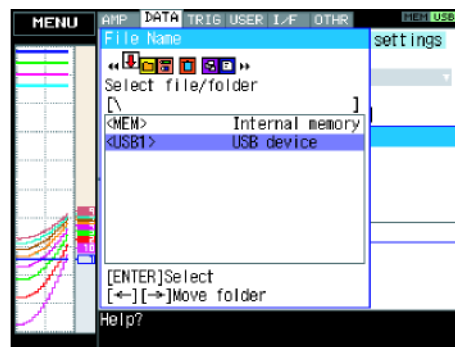 MENU
AMP DATA TRIG USER I/F OTHR
MEM USB
File Name
settings
Select file/folder
[\ ]
<MEM> Internal memory
<USB1> USB device
[ENTER]Select
[←][→]Move folder
Help?